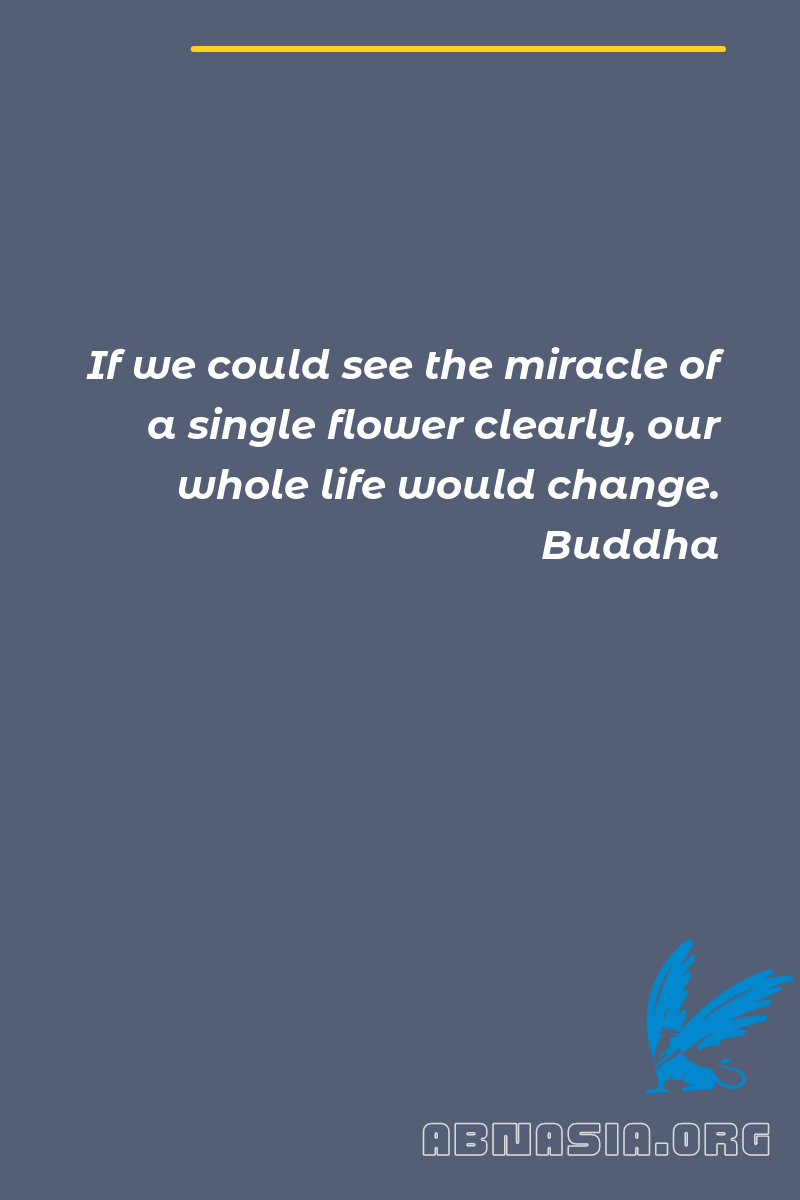 If we could see the miracle of
a single flower clearly, our
whole life would change.
Buddha
ABNASIA.ORG